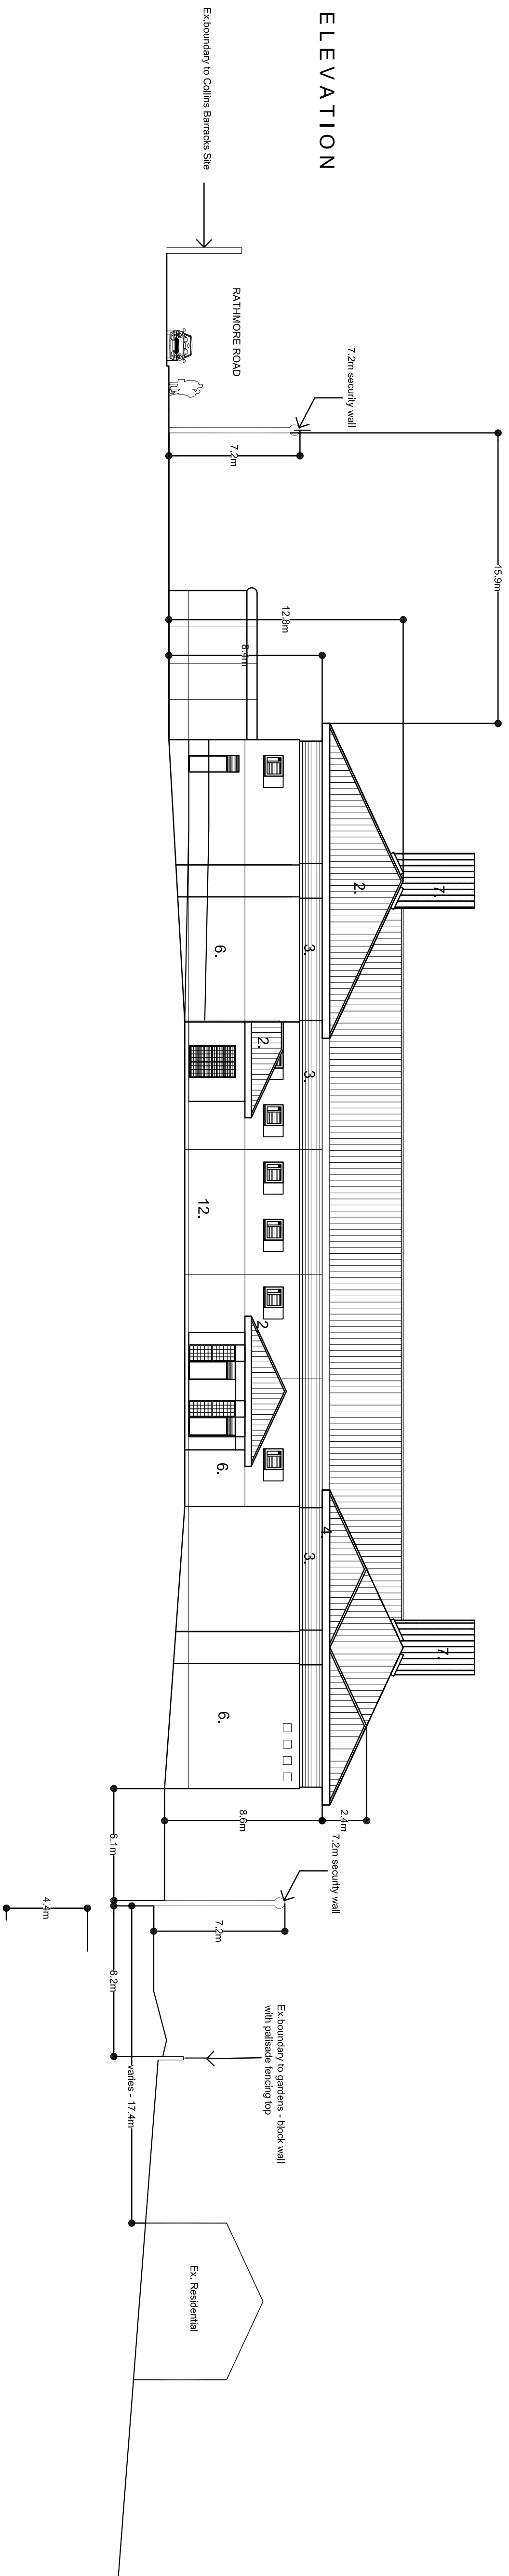 ELEVATION
Ex.boundary to Collins Barracks Site
RATHMORE ROAD
7.2m security wall
7.2m
15.9m
12.8m
8.4m
2.
7.
6.
3.
2.
3.
12.
2.
6.
4.
3.
7.
6.
8.6m
2.4m
6.1m
7.2m security wall
7.2m
4.4m
8.2m
varies - 17.4m
Ex.boundary to gardens - block wall
with palisade fencing top
Ex. Residential